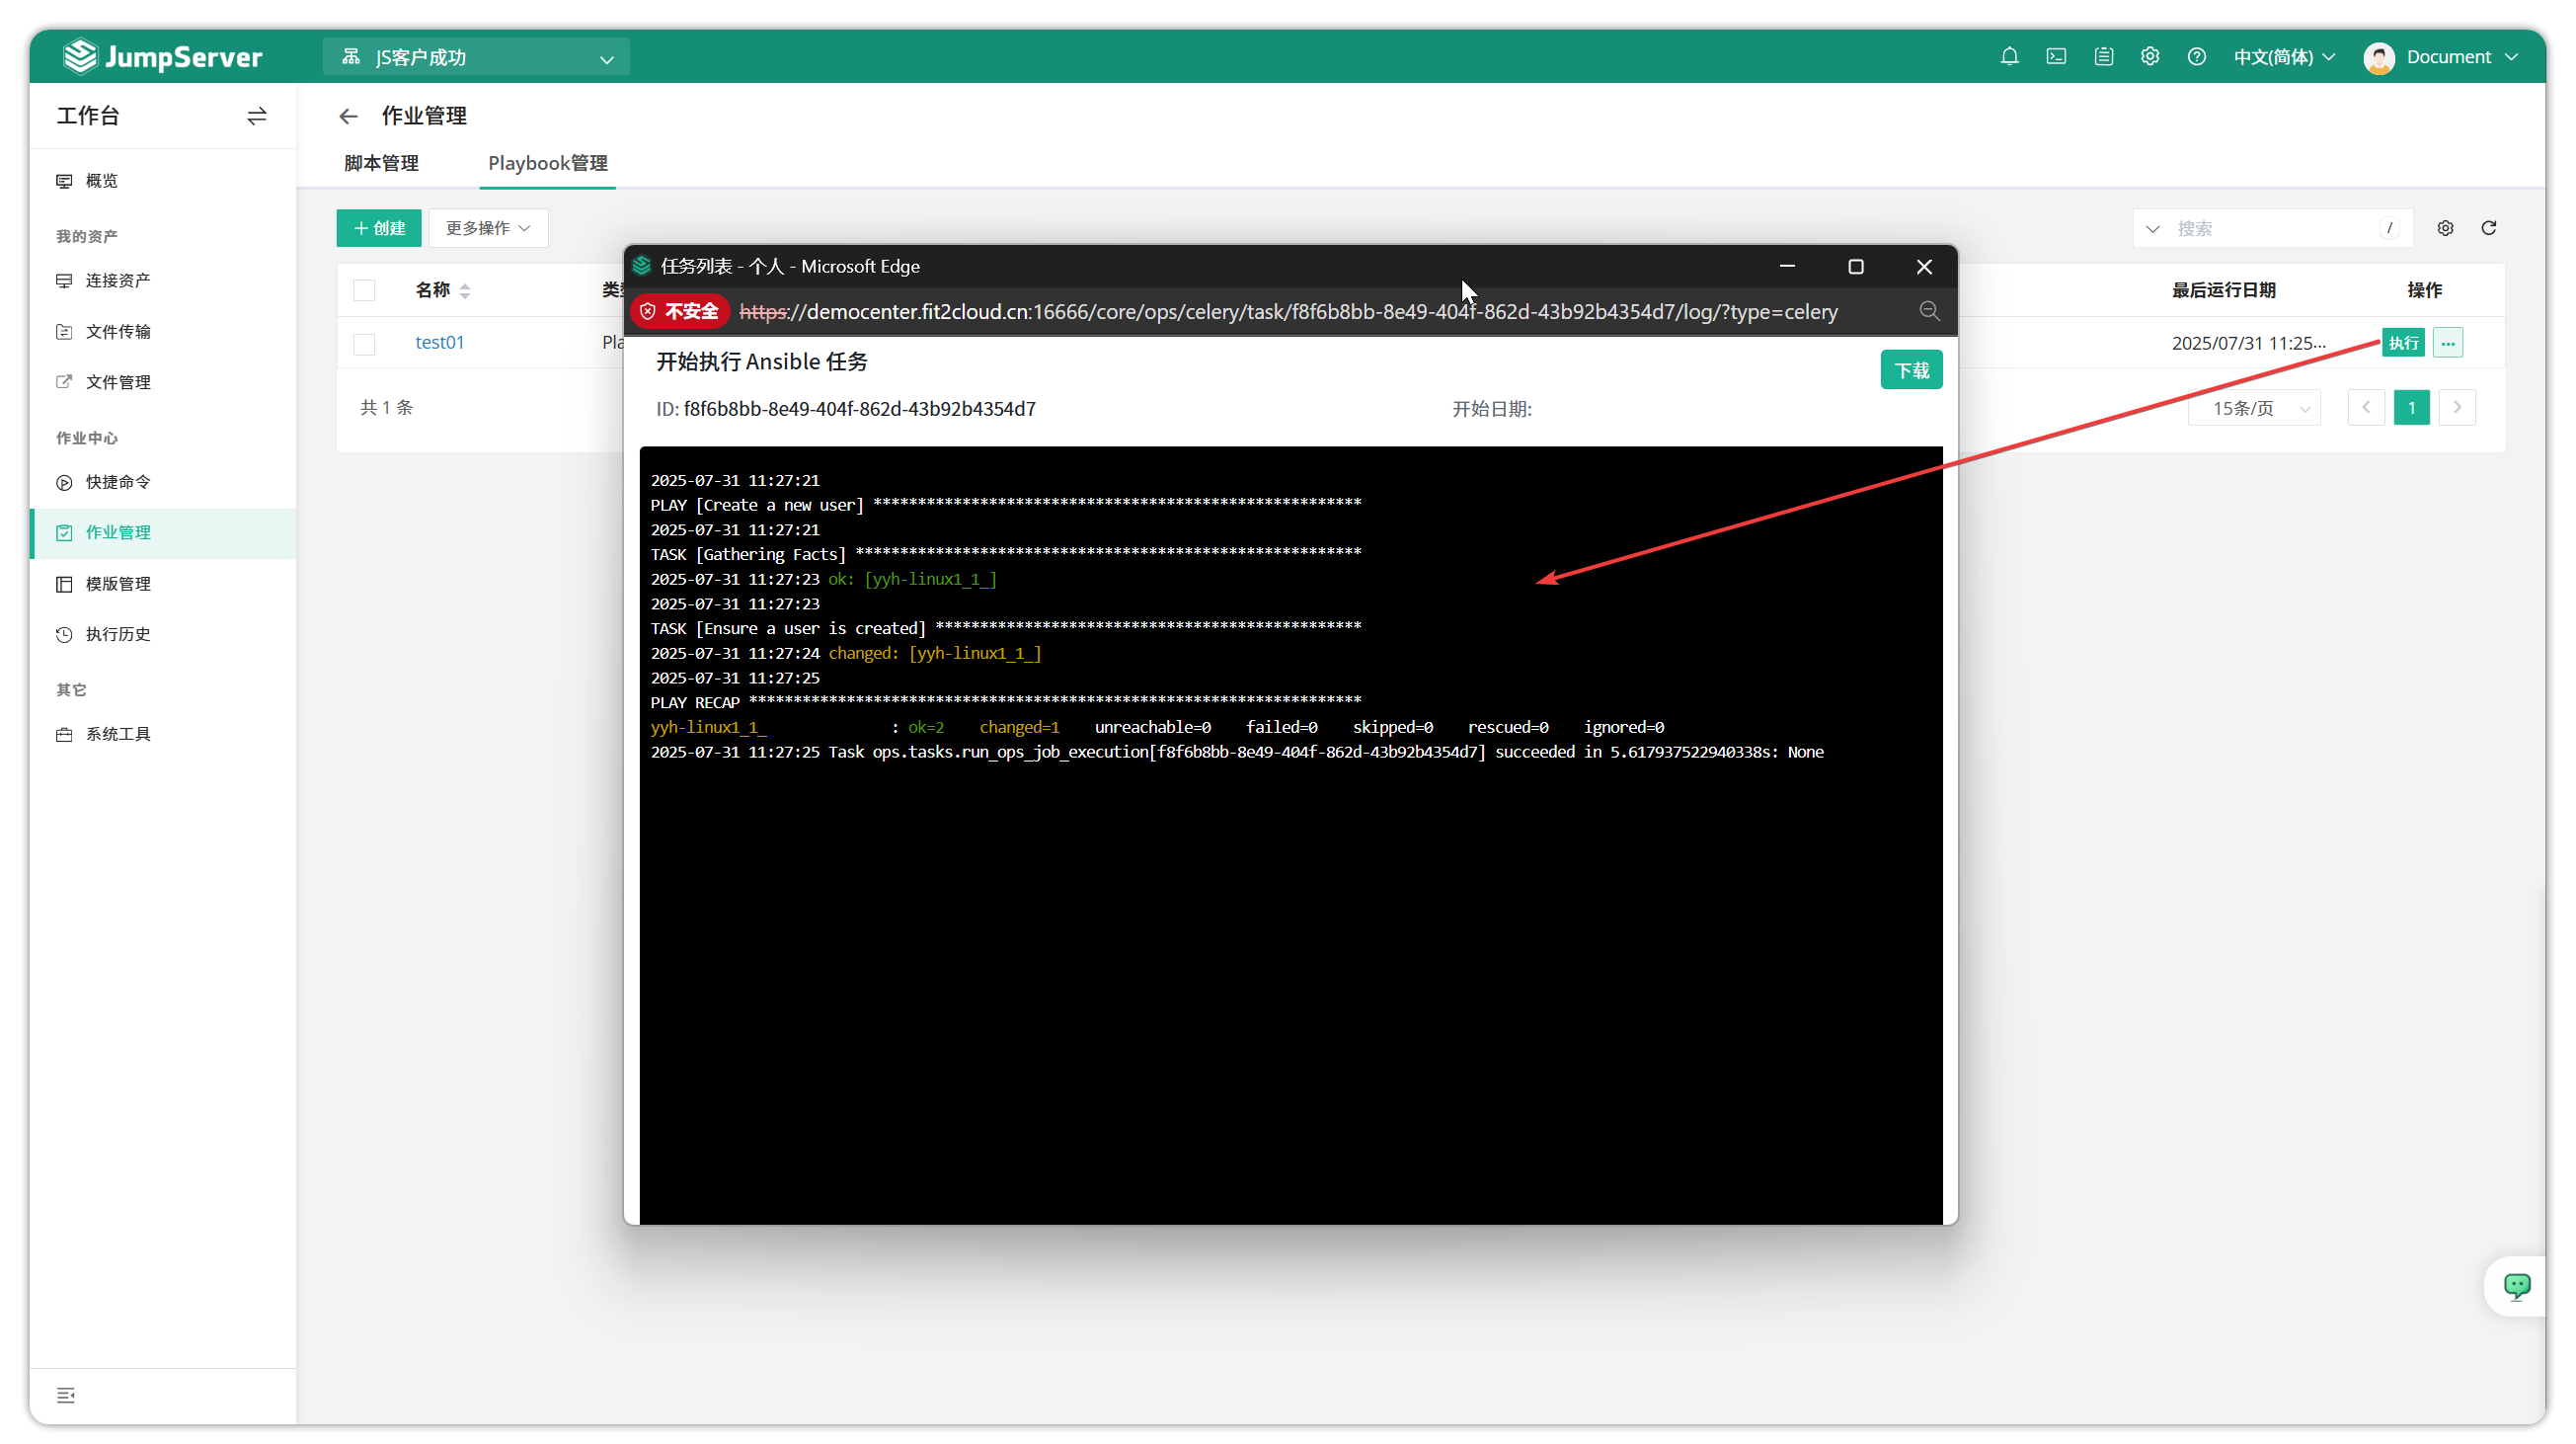 JumpServer
JS客户成功
中文(简体)
Document
工作台
概览
我的资产
连接资产
文件传输
文件管理
作业中心
快捷命令
作业管理
模版管理
执行历史
其它
系统工具
作业管理
脚本管理
Playbook管理
创建
更多操作
搜索
/
名称
最后运行日期
操作
test01
Pla
2025/07/31 11:25...
执行
共 1 条
15条/页
1
任务列表 - 个人 - Microsoft Edge
不安全 https://democenter.fit2cloud.cn:16666/core/ops/celery/task/f8f6b8bb-8e49-404f-862d-43b92b4354d7/log/?type=celery
开始执行 Ansible 任务
下载
ID: f8f6b8bb-8e49-404f-862d-43b92b4354d7
开始日期:
2025-07-31 11:27:21
PLAY [Create a new user] *******************************************************
2025-07-31 11:27:21
TASK [Gathering Facts] *********************************************************
2025-07-31 11:27:23 ok: [yyh-linux1_1_]
2025-07-31 11:27:23
TASK [Ensure a user is created] ************************************************
2025-07-31 11:27:24 changed: [yyh-linux1_1_]
2025-07-31 11:27:25
PLAY RECAP *********************************************************************
yyh-linux1_1_ : ok=2 changed=1 unreachable=0 failed=0 skipped=0 rescued=0 ignored=0
2025-07-31 11:27:25 Task ops.tasks.run_ops_job_execution[f8f6b8bb-8e49-404f-862d-43b92b4354d7] succeeded in 5.617937522940338s: None